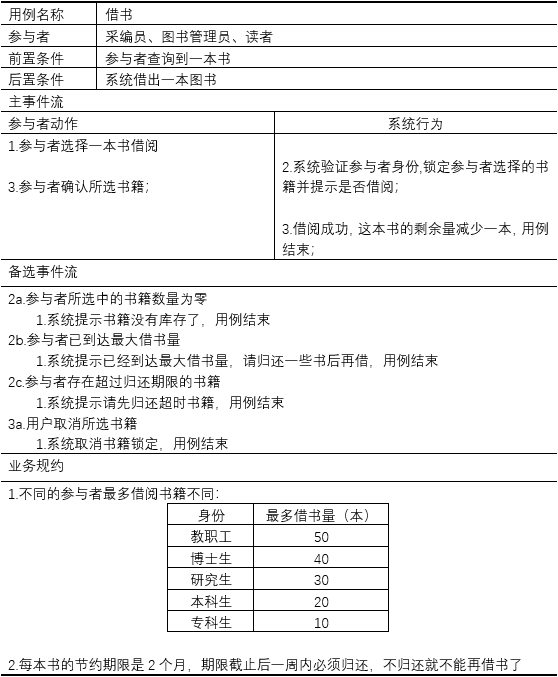 用例名称 借书
参与者 采编员、图书管理员、读者
前置条件 参与者查询到一本书
后置条件 系统借出一本图书
主事件流
参与者动作 系统行为
1.参与者选择一本书借阅
2.系统验证参与者身份,锁定参与者选择的书
籍并提示是否借阅;
3.参与者确认所选书籍;
3.借阅成功, 这本书的剩余量减少一本, 用例
结束;
备选事件流
2a.参与者所选中的书籍数量为零
1.系统提示书籍没有库存了，用例结束
2b.参与者已到达最大借书量
1.系统提示已经到达最大借书量，请归还一些书后再借，用例结束
2c.参与者存在超过归还期限的书籍
1.系统提示请先归还超时书籍，用例结束
3a.用户取消所选书籍
1.系统取消书籍锁定，用例结束
业务规约
1.不同的参与者最多借阅书籍不同:
身份 最多借书量（本）
教职工 50
博士生 40
研究生 30
本科生 20
专科生 10
2.每本书的节约期限是 2 个月，期限截止后一周内必须归还，不归还就不能再借书了